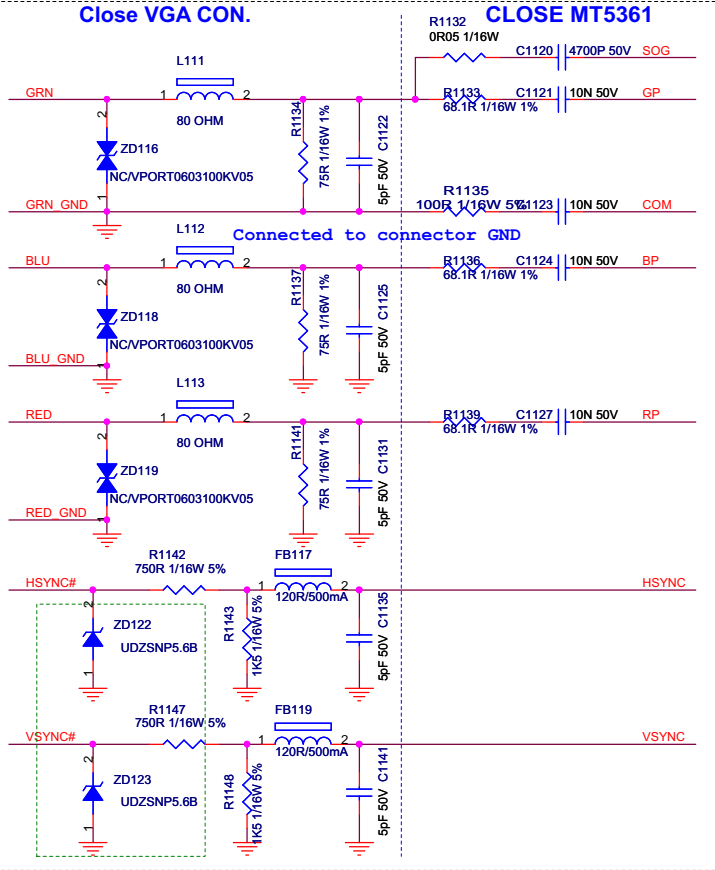 Close VGA CON.
CLOSE MT5361
R1132
0R05 1/16W
C1120
4700P 50V
SOG
L111
GRN
1
2
80 OHM
R1133
68.1R 1/16W 1%
C1121
10N 50V
GP
2
ZD116
NC/VPORT0603100KV05
1
R1134
75R 1/16W 1%
C1122
5pF 50V
R1135
100R 1/16W 5%
C1123
10N 50V
COM
GRN_GND
L112
Connected to connector GND
BLU
1
2
80 OHM
R1136
68.1R 1/16W 1%
C1124
10N 50V
BP
2
ZD118
NC/VPORT0603100KV05
1
R1137
75R 1/16W 1%
C1125
5pF 50V
BLU_GND
L113
RED
1
2
80 OHM
R1139
68.1R 1/16W 1%
C1127
10N 50V
RP
2
ZD119
NC/VPORT0603100KV05
1
R1141
75R 1/16W 1%
C1131
5pF 50V
RED_GND
R1142
750R 1/16W 5%
FB117
HSYNC#
1
2
120R/500mA
HSYNC
2
ZD122
UDZSNP5.6B
1
R1143
1K5 1/16W 5%
C1135
5pF 50V
R1147
750R 1/16W 5%
FB119
VSYNC#
1
2
120R/500mA
VSYNC
2
ZD123
UDZSNP5.6B
1
R1148
1K5 1/16W 5%
C1141
5pF 50V